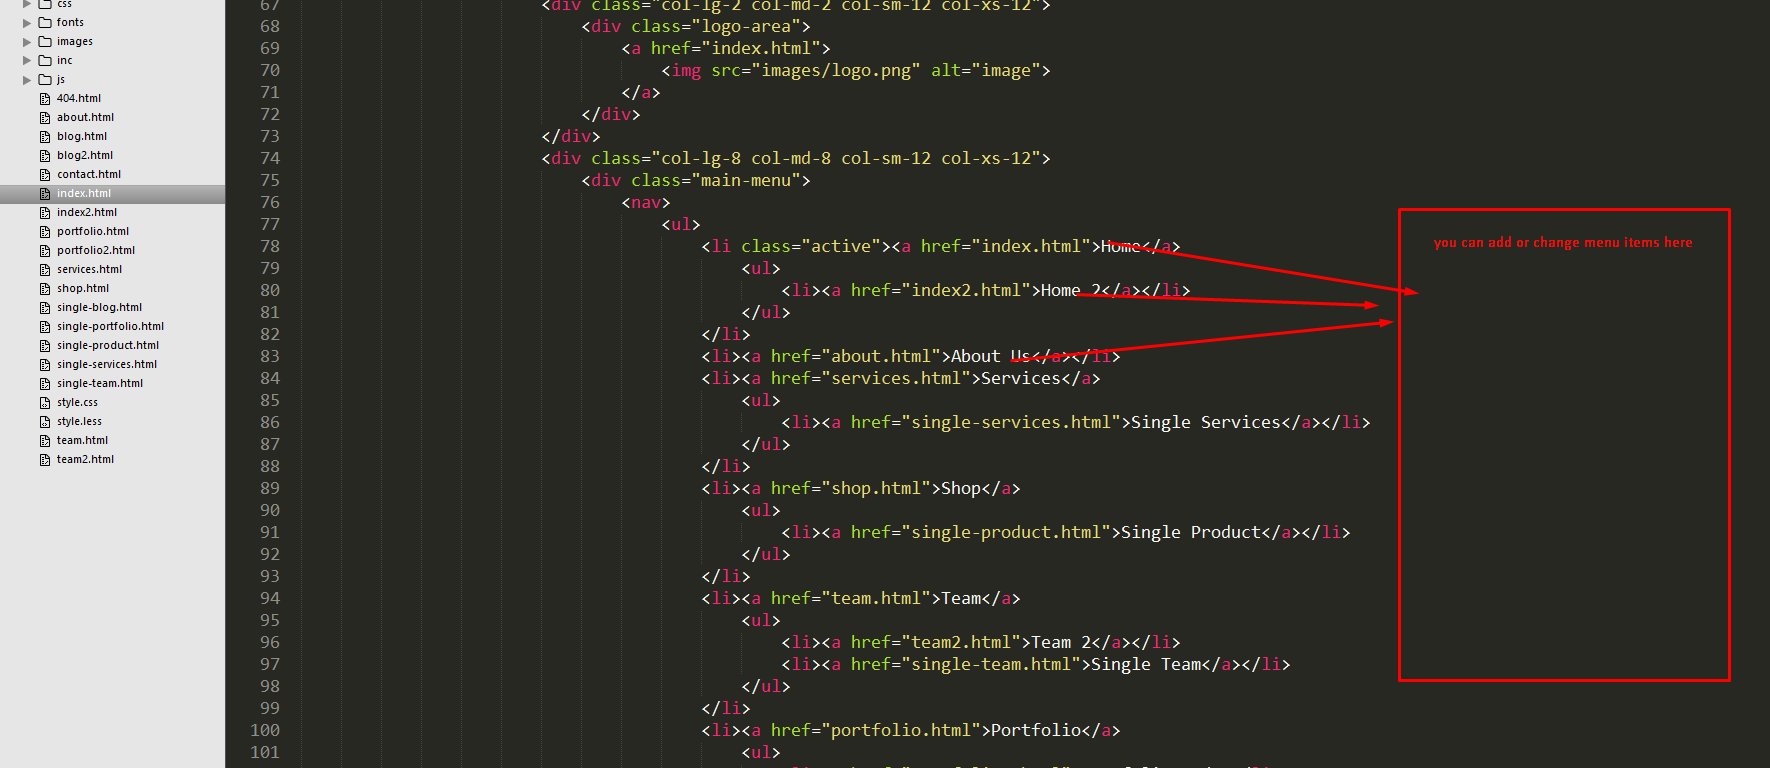 css
fonts
images
inc
js
404.html
about.html
blog.html
blog2.html
contact.html
index.html
index2.html
portfolio.html
portfolio2.html
services.html
shop.html
single-blog.html
single-portfolio.html
single-product.html
single-services.html
single-team.html
style.css
style.less
team.html
team2.html
67 <div class="col-lg-2 col-md-2 col-sm-12 col-xs-12">
68 <div class="logo-area">
69 <a href="index.html">
70 <img src="images/logo.png" alt="image">
71 </a>
72 </div>
73 </div>
74 <div class="col-lg-8 col-md-8 col-sm-12 col-xs-12">
75 <div class="main-menu">
76 <nav>
77 <ul>
78 <li class="active"><a href="index.html">Home</a>
79 <ul>
80 <li><a href="index2.html">Home 2</a></li>
81 </ul>
82 </li>
83 <li><a href="about.html">About Us</a></li>
84 <li><a href="services.html">Services</a>
85 <ul>
86 <li><a href="single-services.html">Single Services</a></li>
87 </ul>
88 </li>
89 <li><a href="shop.html">Shop</a>
90 <ul>
91 <li><a href="single-product.html">Single Product</a></li>
92 </ul>
93 </li>
94 <li><a href="team.html">Team</a>
95 <ul>
96 <li><a href="team2.html">Team 2</a></li>
97 <li><a href="single-team.html">Single Team</a></li>
98 </ul>
99 </li>
100 <li><a href="portfolio.html">Portfolio</a>
101 <ul>
you can add or change menu items here